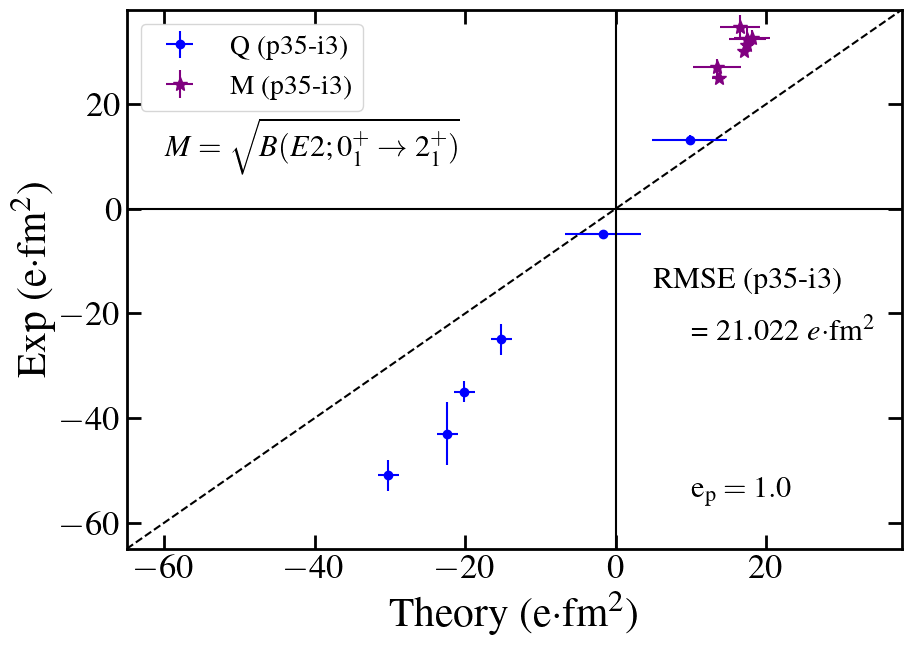 Q (p35-i3)
M (p35-i3)
M = √B(E2; 0₁⁺ → 2₁⁺)
RMSE (p35-i3)
= 21.022 e·fm²
eₚ = 1.0
20
0
−20
−40
−60
Exp (e·fm²)
−60 −40 −20 0 20
Theory (e·fm²)